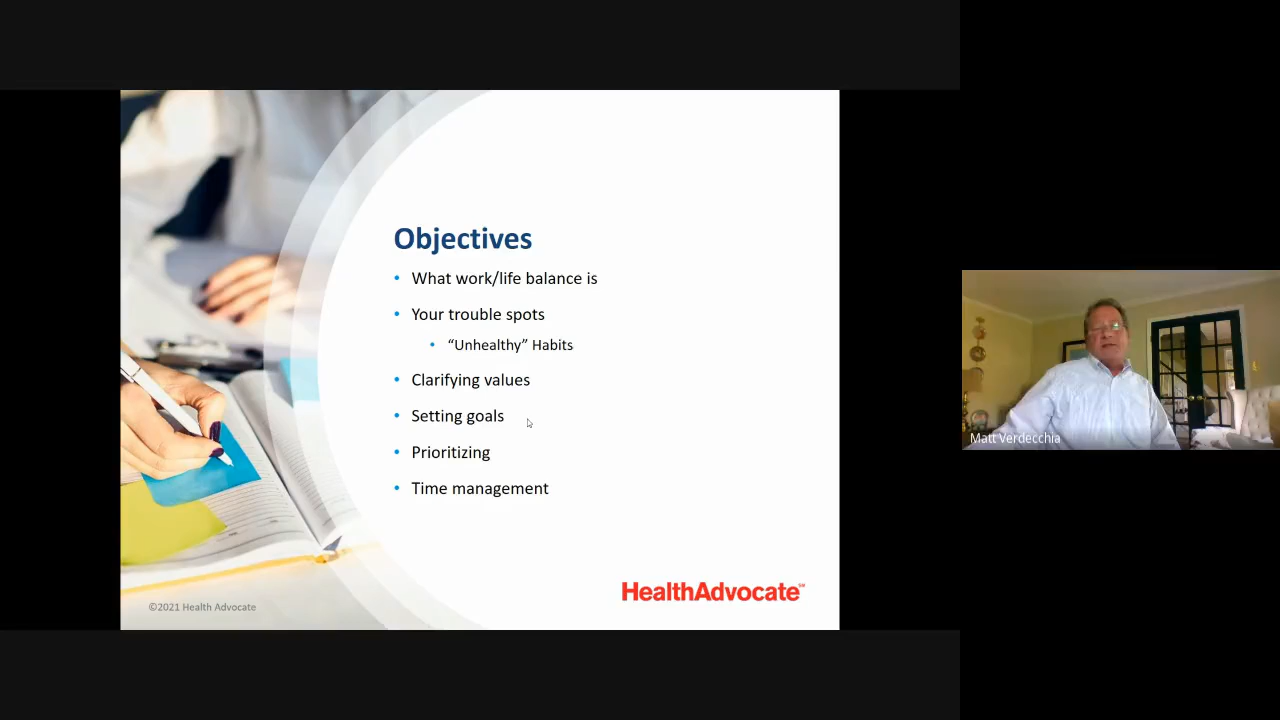 Objectives
• What work/life balance is
• Your trouble spots
• “Unhealthy” Habits
• Clarifying values
• Setting goals
• Prioritizing
• Time management
HealthAdvocate℠
©2021 Health Advocate
Matt Verdecchia